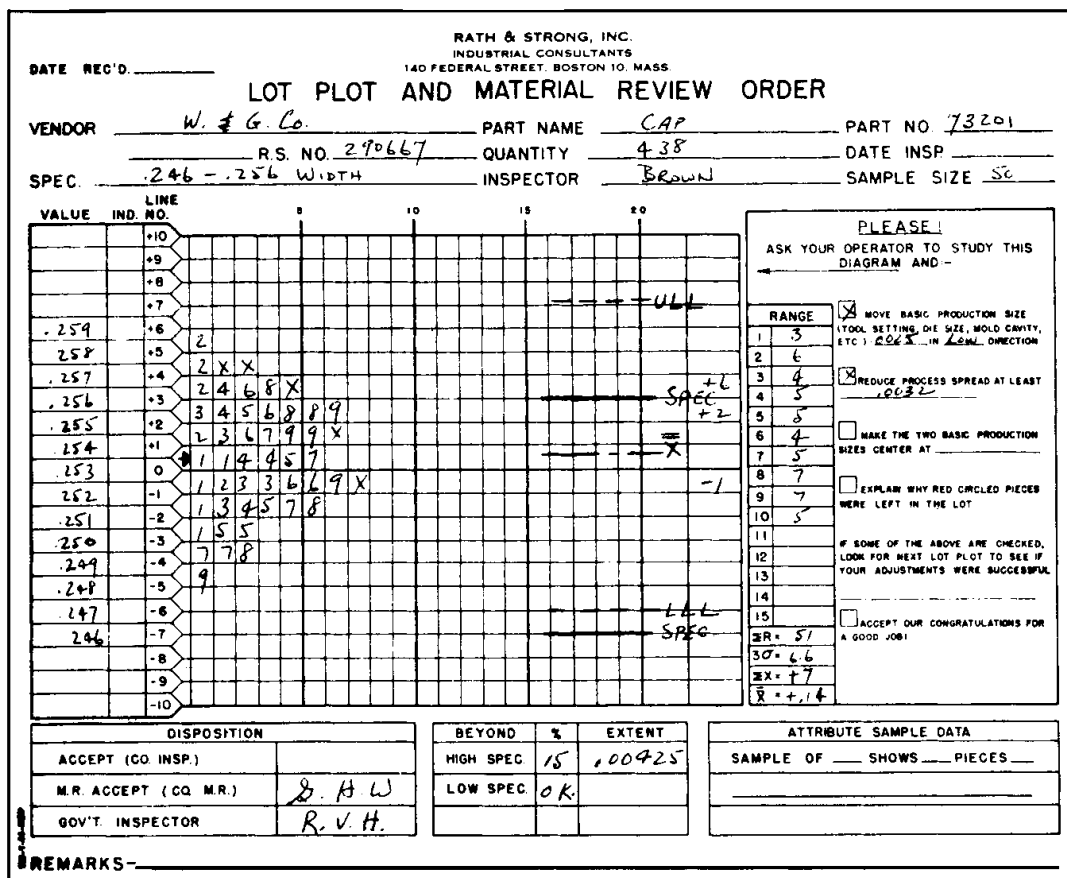 RATH & STRONG, INC.
INDUSTRIAL CONSULTANTS
DATE REC'D. 140 FEDERAL STREET, BOSTON 10, MASS.
LOT PLOT AND MATERIAL REVIEW ORDER
VENDOR W. & G. Co. PART NAME CAP PART NO. 73201
R.S. NO. 290667 QUANTITY 438 DATE INSP.
SPEC. .246 - .256 WIDTH INSPECTOR BROWN SAMPLE SIZE 50
VALUE IND. LINE NO. 5 10 15 20
+10
+9
+8
+7 ULL
.259 +6 2
258 +5 2 X X
.257 +4 2 4 6 8 X
.256 +3 3 4 5 6 8 8 9 SPEC +6
.255 +2 2 3 6 7 9 9 X +2
.254 +1 1 1 4 4 5 7 X̿
.253 0 1 2 3 3 6 6 9 X -1
252 -1 1 3 4 5 7 8
.251 -2 1 5 5
.250 -3 7 7 8
.249 -4 9
.248 -5
.247 -6 LLL
246 -7 SPEC
-8
-9
-10
PLEASE!
ASK YOUR OPERATOR TO STUDY THIS
DIAGRAM AND:-
RANGE
1 3
2 6
3 4
4 5
5 5
6 4
7 5
8 7
9 7
10 5
11
12
13
14
15
ΣR= 51
3σ= 6.6
ΣX= +7
X̿ = +.14
X MOVE BASIC PRODUCTION SIZE
(TOOL SETTING, DIE SIZE, MOLD CAVITY,
ETC.) IN LOW DIRECTION
X REDUCE PROCESS SPREAD AT LEAST
.0032
MAKE THE TWO BASIC PRODUCTION
SIZES CENTER AT
EXPLAIN WHY RED CIRCLED PIECES
WERE LEFT IN THE LOT
IF SOME OF THE ABOVE ARE CHECKED,
LOOK FOR NEXT LOT PLOT TO SEE IF
YOUR ADJUSTMENTS WERE SUCCESSFUL
ACCEPT OUR CONGRATULATIONS FOR
A GOOD JOB!
DISPOSITION
ACCEPT (CO. INSP.)
M.R. ACCEPT (CO. M.R.) S. H. W
GOV'T. INSPECTOR R. V. H.
BEYOND % EXTENT
HIGH SPEC. 15 .00425
LOW SPEC. O K.
ATTRIBUTE SAMPLE DATA
SAMPLE OF SHOWS PIECES
REMARKS-